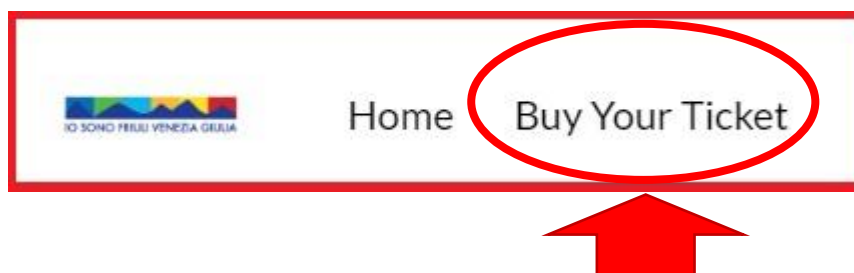 Home Buy Your Ticket
IO SONO FRIULI VENEZIA GIULIA